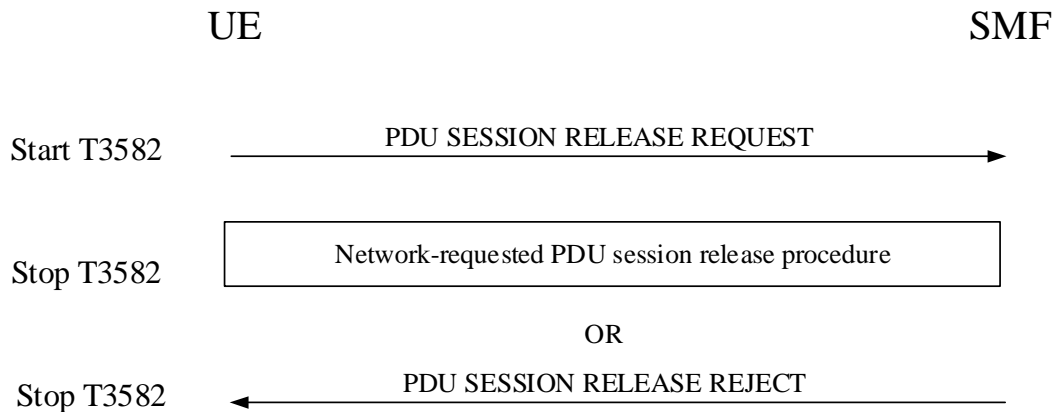 UE SMF
Start T3582 PDU SESSION RELEASE REQUEST
Stop T3582 Network-requested PDU session release procedure
OR
Stop T3582 PDU SESSION RELEASE REJECT